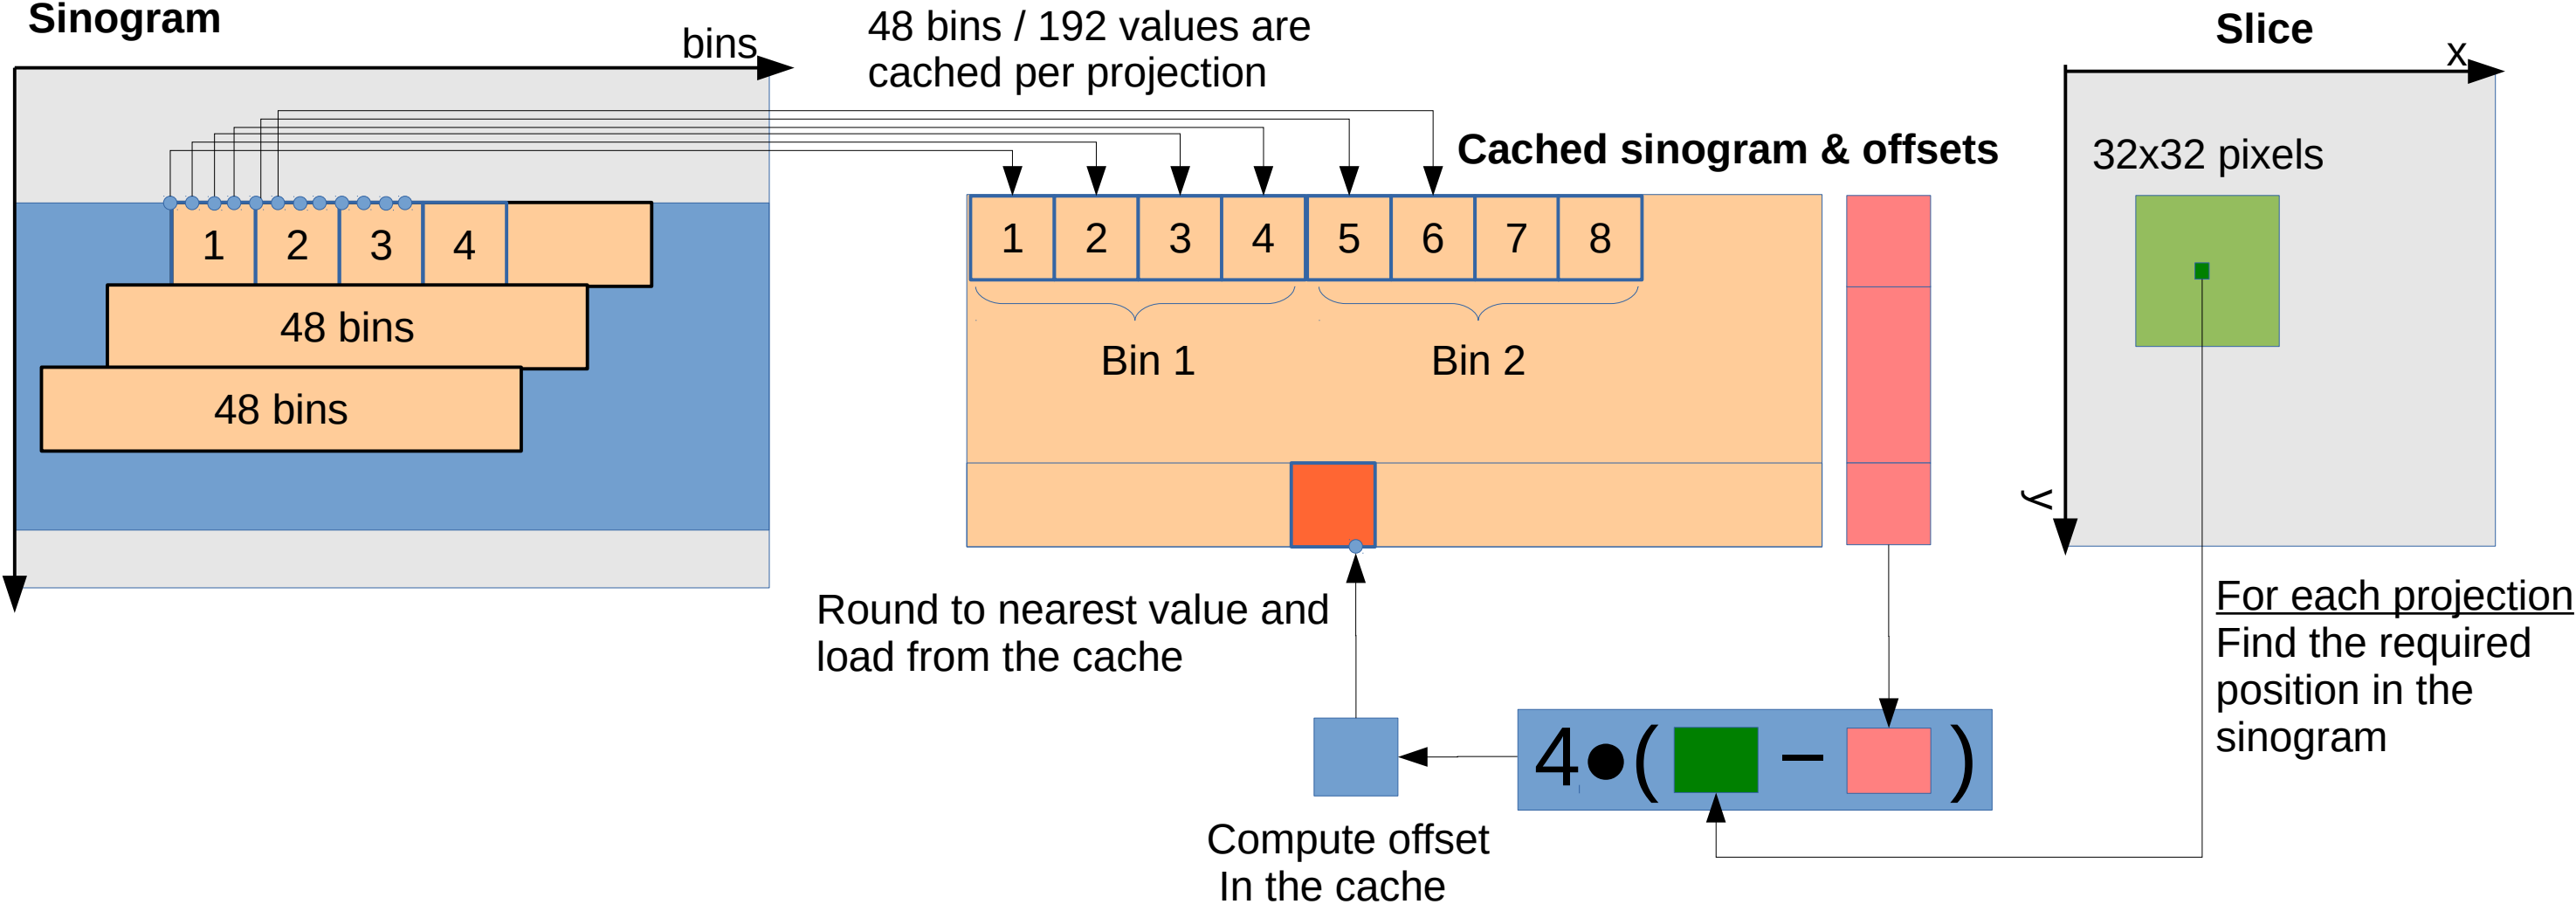 Sinogram
bins
48 bins / 192 values are
cached per projection
Slice
x
Cached sinogram & offsets
32x32 pixels
1 2 3 4
1 2 3 4 5 6 7 8
48 bins
Bin 1 Bin 2
48 bins
y
Round to nearest value and
load from the cache
For each projection
Find the required
position in the
sinogram
4•( – )
Compute offset
In the cache